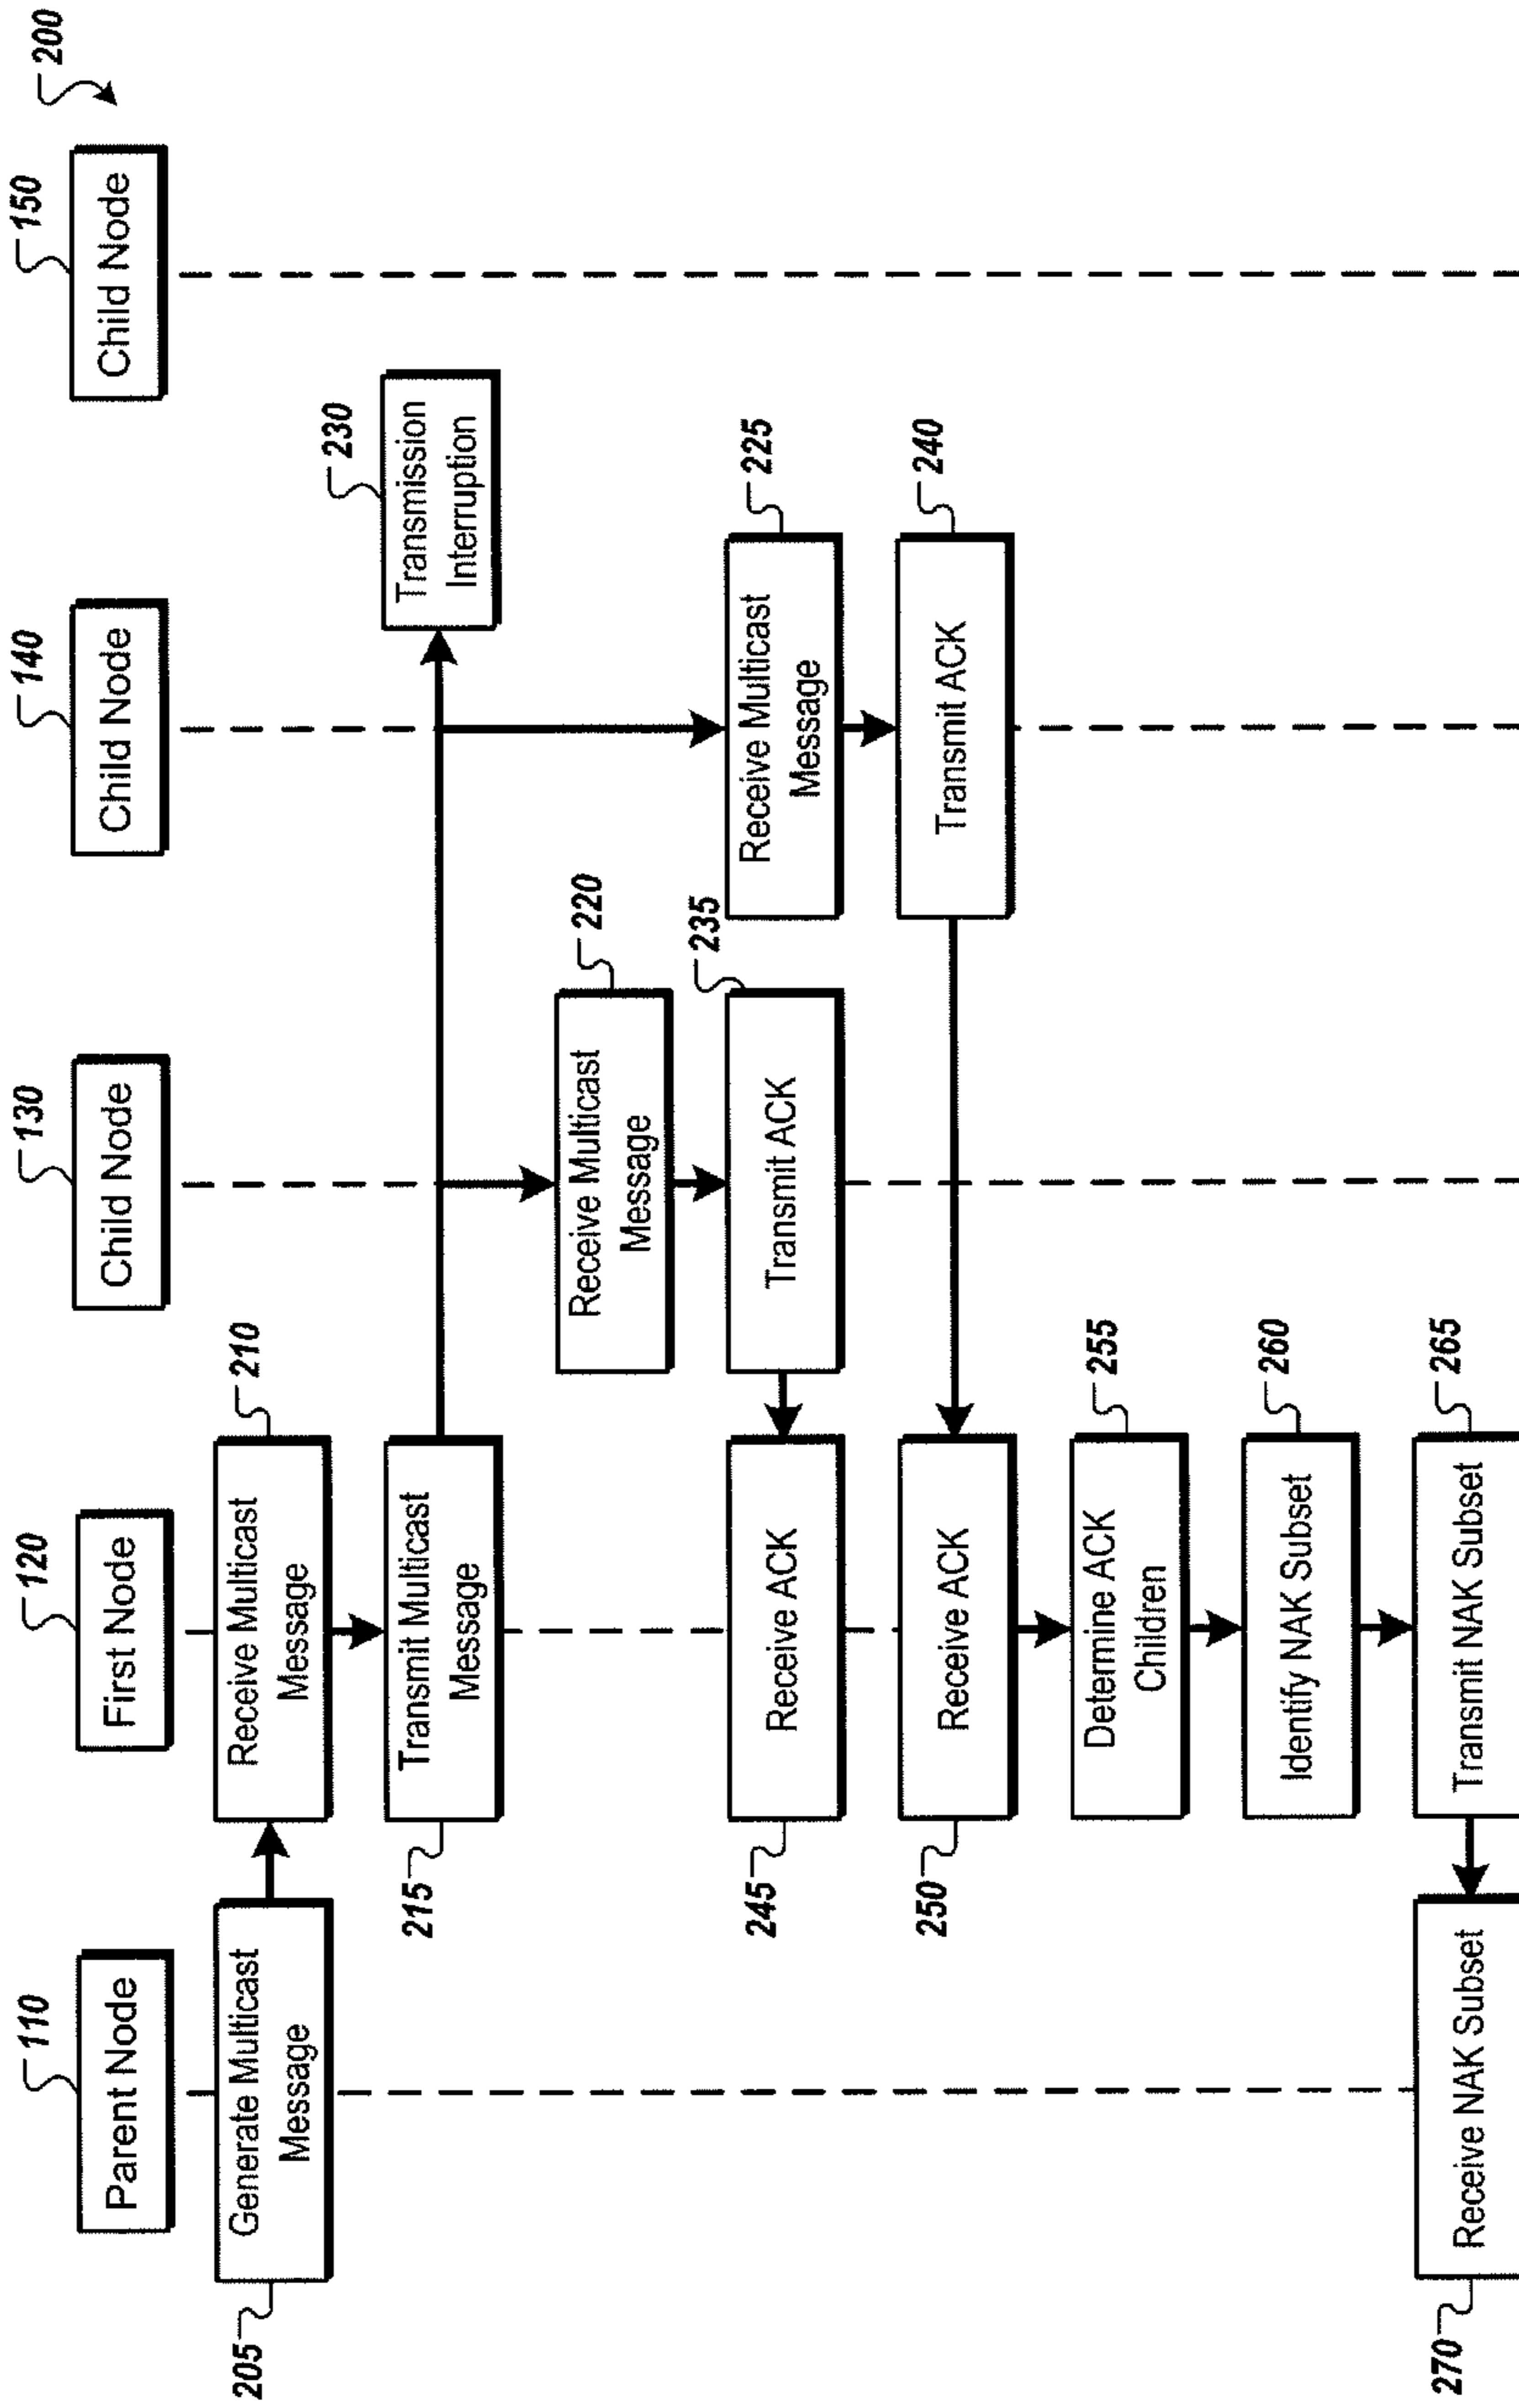 200
110
120
130
140
150
Parent Node
First Node
Child Node
Child Node
Child Node
205
Generate Multicast
Message
210
Receive Multicast
Message
215
Transmit Multicast
Message
230
Transmission
Interruption
220
Receive Multicast
Message
225
Receive Multicast
Message
235
Transmit ACK
245
Receive ACK
240
Transmit ACK
250
Receive ACK
255
Determine ACK
Children
260
Identify NAK Subset
265
Transmit NAK Subset
270
Receive NAK Subset